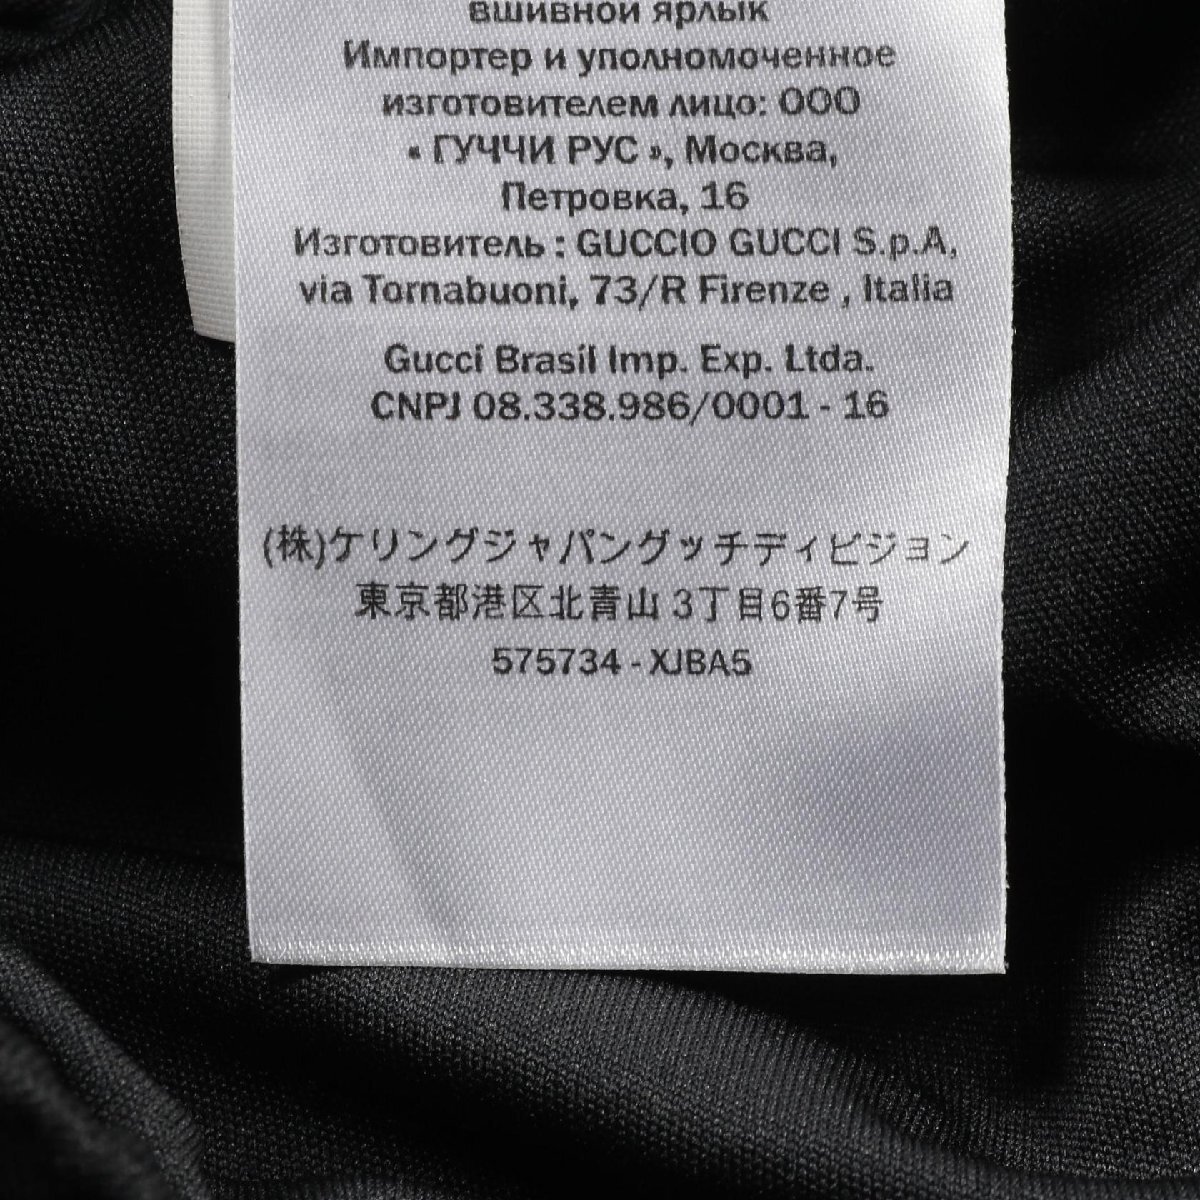 вшивной ярлык
Импортер и уполномоченное
изготовителем лицо: ООО
« ГУЧЧИ РУС », Москва,
Петровка, 16
Изготовитель : GUCCIO GUCCI S.p.A,
via Tornabuoni, 73/R Firenze , Italia
Gucci Brasil Imp. Exp. Ltda.
CNPJ 08.338.986/0001 - 16
(株)ケリングジャパングッチディビジョン
東京都港区北青山 3丁目6番7号
575734 - XJBA5